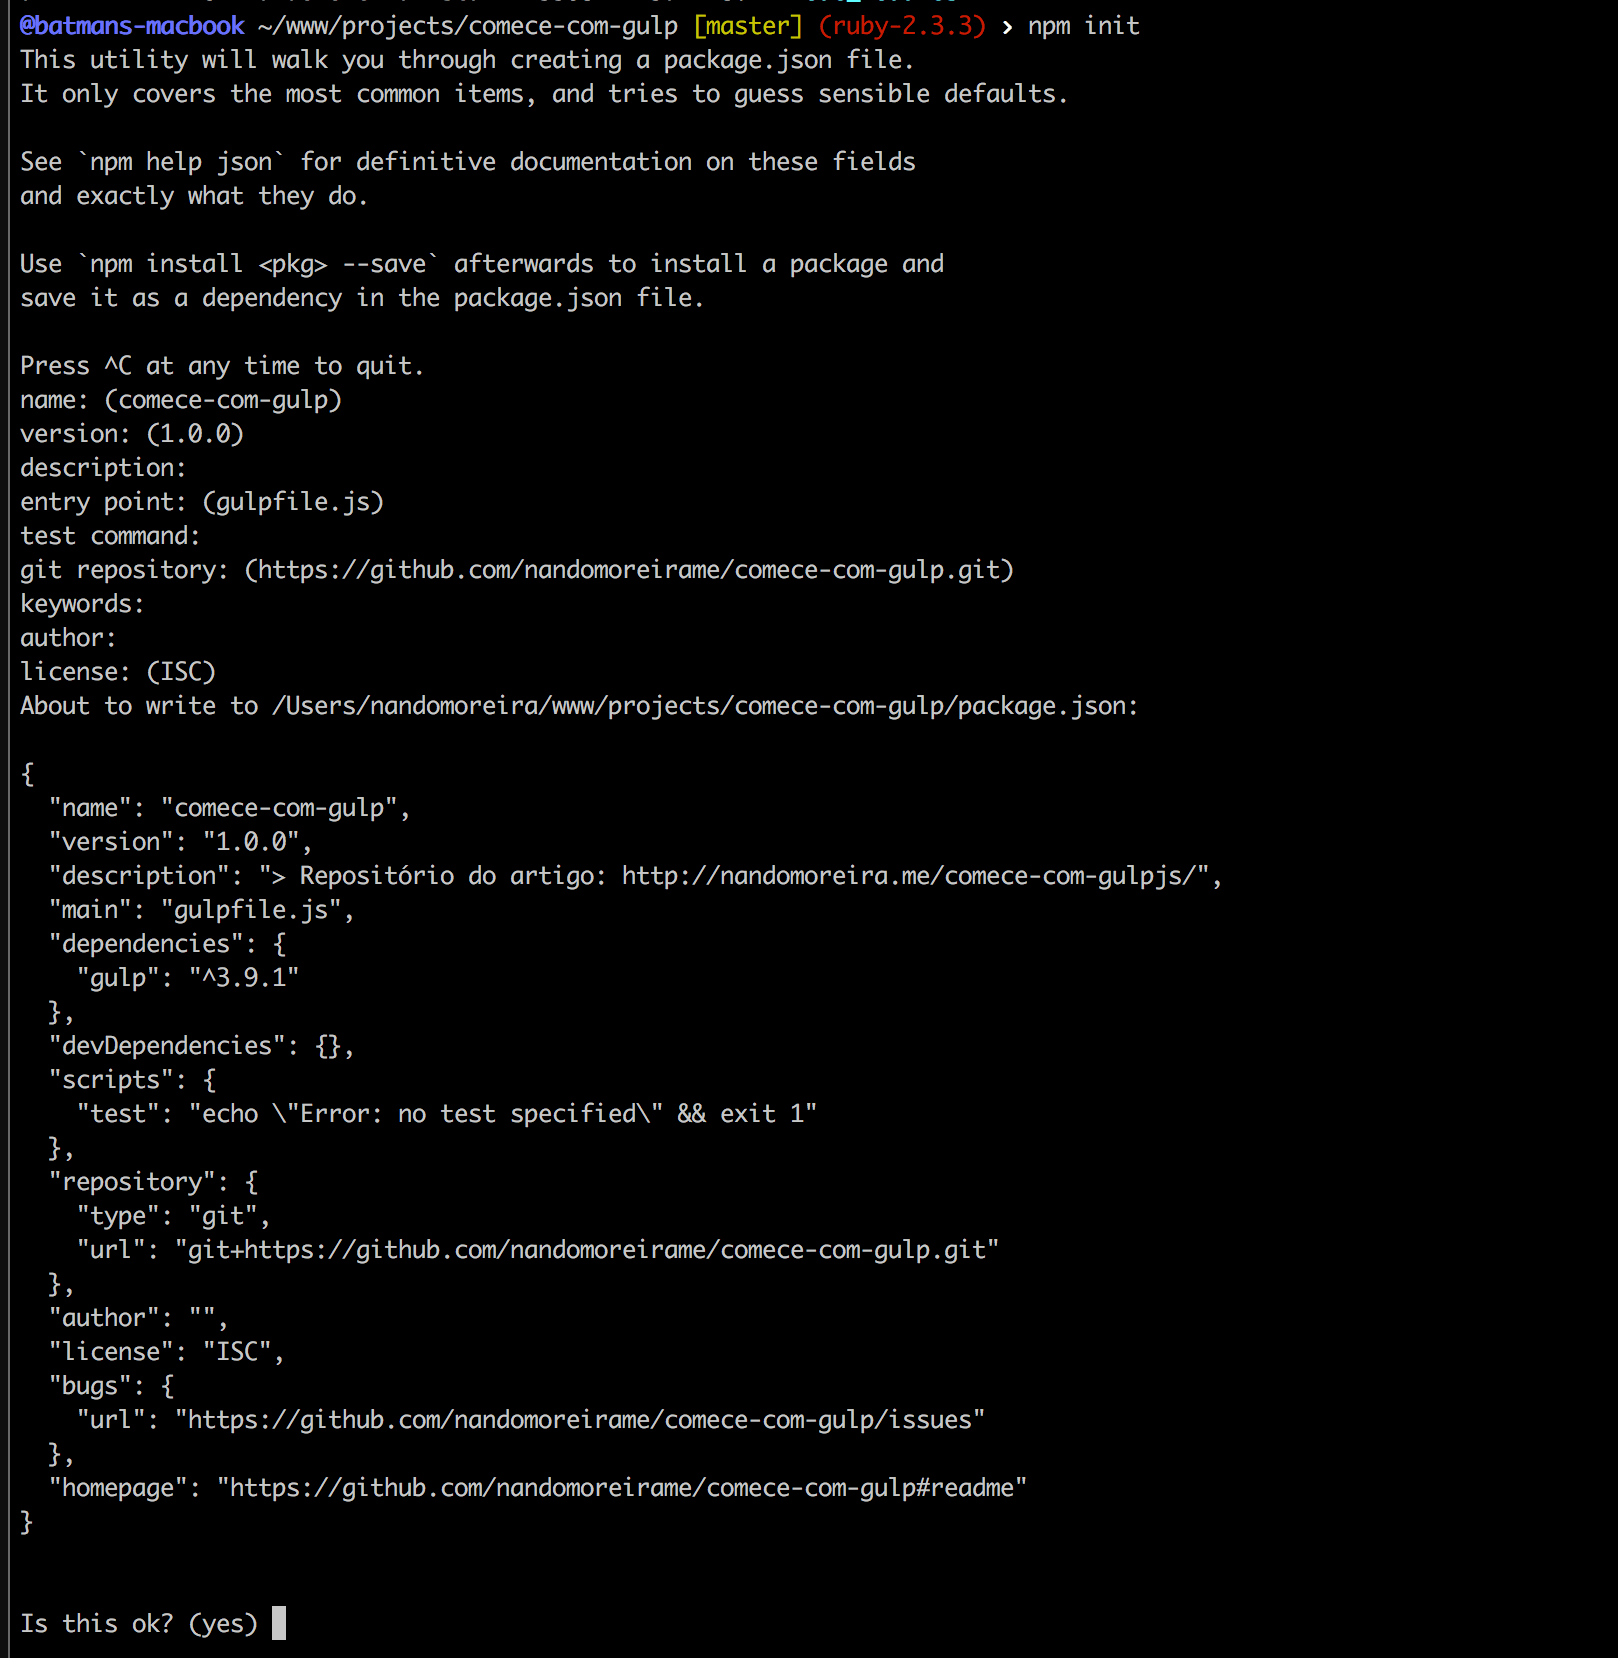 @batmans-macbook ~/www/projects/comece-com-gulp [master] (ruby-2.3.3) › npm init
This utility will walk you through creating a package.json file.
It only covers the most common items, and tries to guess sensible defaults.
See `npm help json` for definitive documentation on these fields
and exactly what they do.
Use `npm install <pkg> --save` afterwards to install a package and
save it as a dependency in the package.json file.
Press ^C at any time to quit.
name: (comece-com-gulp)
version: (1.0.0)
description:
entry point: (gulpfile.js)
test command:
git repository: (https://github.com/nandomoreirame/comece-com-gulp.git)
keywords:
author:
license: (ISC)
About to write to /Users/nandomoreira/www/projects/comece-com-gulp/package.json:
{
  "name": "comece-com-gulp",
  "version": "1.0.0",
  "description": "> Repositório do artigo: http://nandomoreira.me/comece-com-gulpjs/",
  "main": "gulpfile.js",
  "dependencies": {
    "gulp": "^3.9.1"
  },
  "devDependencies": {},
  "scripts": {
    "test": "echo \"Error: no test specified\" && exit 1"
  },
  "repository": {
    "type": "git",
    "url": "git+https://github.com/nandomoreirame/comece-com-gulp.git"
  },
  "author": "",
  "license": "ISC",
  "bugs": {
    "url": "https://github.com/nandomoreirame/comece-com-gulp/issues"
  },
  "homepage": "https://github.com/nandomoreirame/comece-com-gulp#readme"
}
Is this ok? (yes)